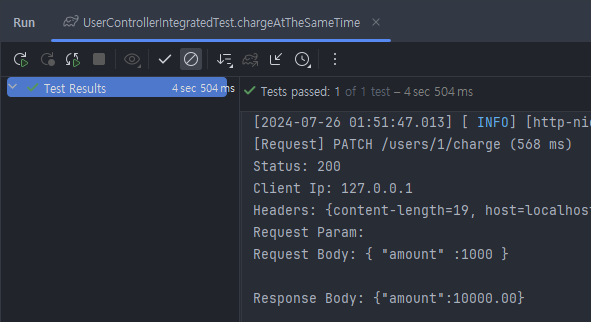 Run
UserControllerIntegratedTest.chargeAtTheSameTime
Test Results
4 sec 504 ms
Tests passed: 1 of 1 test – 4 sec 504 ms
[2024-07-26 01:51:47.013] [ INFO] [http-ni
[Request] PATCH /users/1/charge (568 ms)
Status: 200
Client Ip: 127.0.0.1
Headers: {content-length=19, host=localhost
Request Param:
Request Body: { "amount" :1000 }
Response Body: {"amount":10000.00}